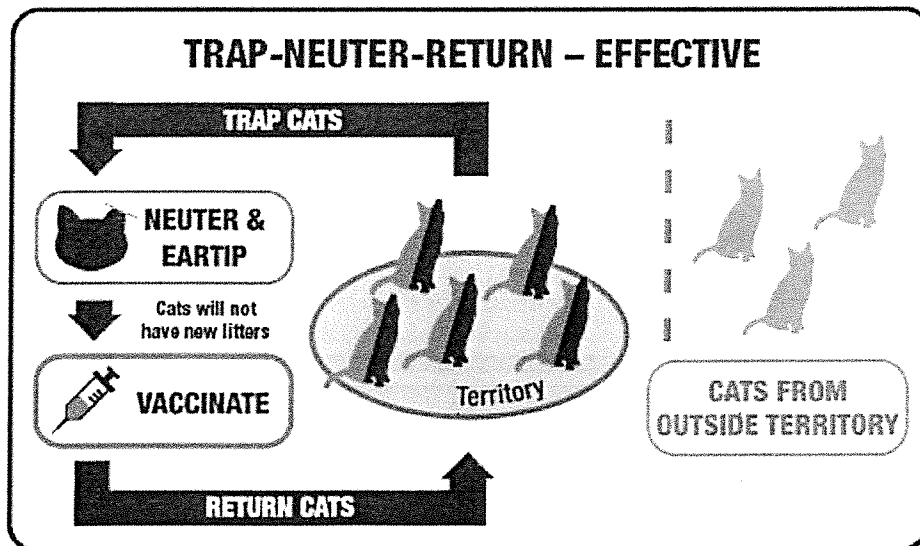 TRAP-NEUTER-RETURN – EFFECTIVE
TRAP CATS
NEUTER &
EARTIP
Cats will not
have new litters
VACCINATE
RETURN CATS
Territory
CATS FROM
OUTSIDE TERRITORY